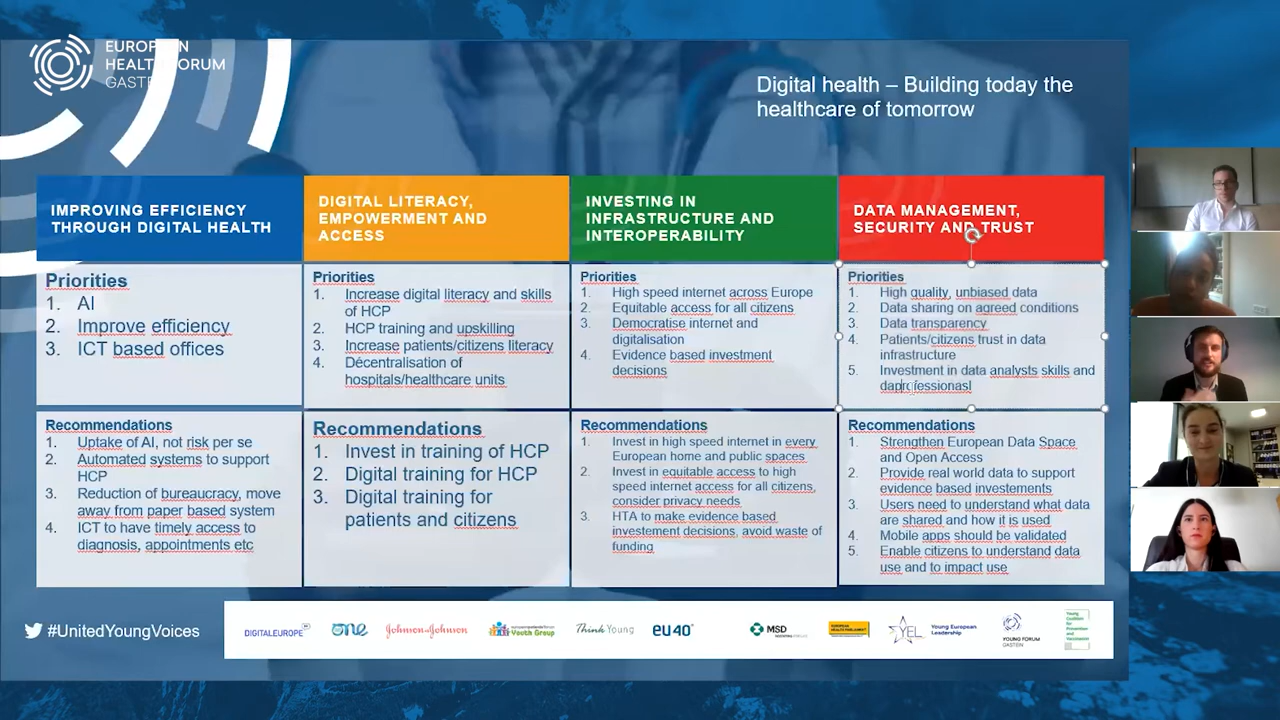 EUROPEAN
HEALTH FORUM
GASTEIN
Digital health – Building today the
healthcare of tomorrow
IMPROVING EFFICIENCY
THROUGH DIGITAL HEALTH
DIGITAL LITERACY,
EMPOWERMENT AND
ACCESS
INVESTING IN
INFRASTRUCTURE AND
INTEROPERABILITY
DATA MANAGEMENT,
SECURITY AND TRUST
Priorities
1. AI
2. Improve efficiency
3. ICT based offices
Priorities
1. Increase digital literacy and skills
of HCP
2. HCP training and upskilling
3. Increase patients/citizens literacy
4. Décentralisation of
hospitals/healthcare units
Priorities
1. High speed internet across Europe
2. Equitable access for all citizens
3. Democratise internet and
digitalisation
4. Evidence based investment
decisions
Priorities
1. High quality, unbiased data
2. Data sharing on agreed conditions
3. Data transparency
4. Patients/citizens trust in data
infrastructure
5. Investment in data analysts skills and
Recommendations
1. Uptake of AI, not risk per se
2. Automated systems to support
HCP
3. Reduction of bureaucracy, move
away from paper based system
4. ICT to have timely access to
diagnosis, appointments etc
Recommendations
1. Invest in training of HCP
2. Digital training for HCP
3. Digital training for
patients and citizens
Recommendations
1. Invest in high speed internet in every
European home and public spaces
2. Invest in equitable access to high
speed internet access for all citizens,
consider privacy needs
3. HTA to make evidence based
investement decisions, avoid waste of
funding
Recommendations
1. Strengthen European Data Space
and Open Access
2. Provide real world data to support
evidence based investements
3. Users need to understand what data
are shared and how it is used
4. Mobile apps should be validated
5. Enable citizens to understand data
use and to impact use
#UnitedYoungVoices
DIGITALEUROPE
one
Johnson & Johnson
Youth Group
Think Young
eu40
MSD
EUROPEAN
HEALTH PARLIAMENT
YEL
Young European
Leadership
YOUNG FORUM
GASTEIN
Young
Coalition
for
Prevention
and
Vaccination